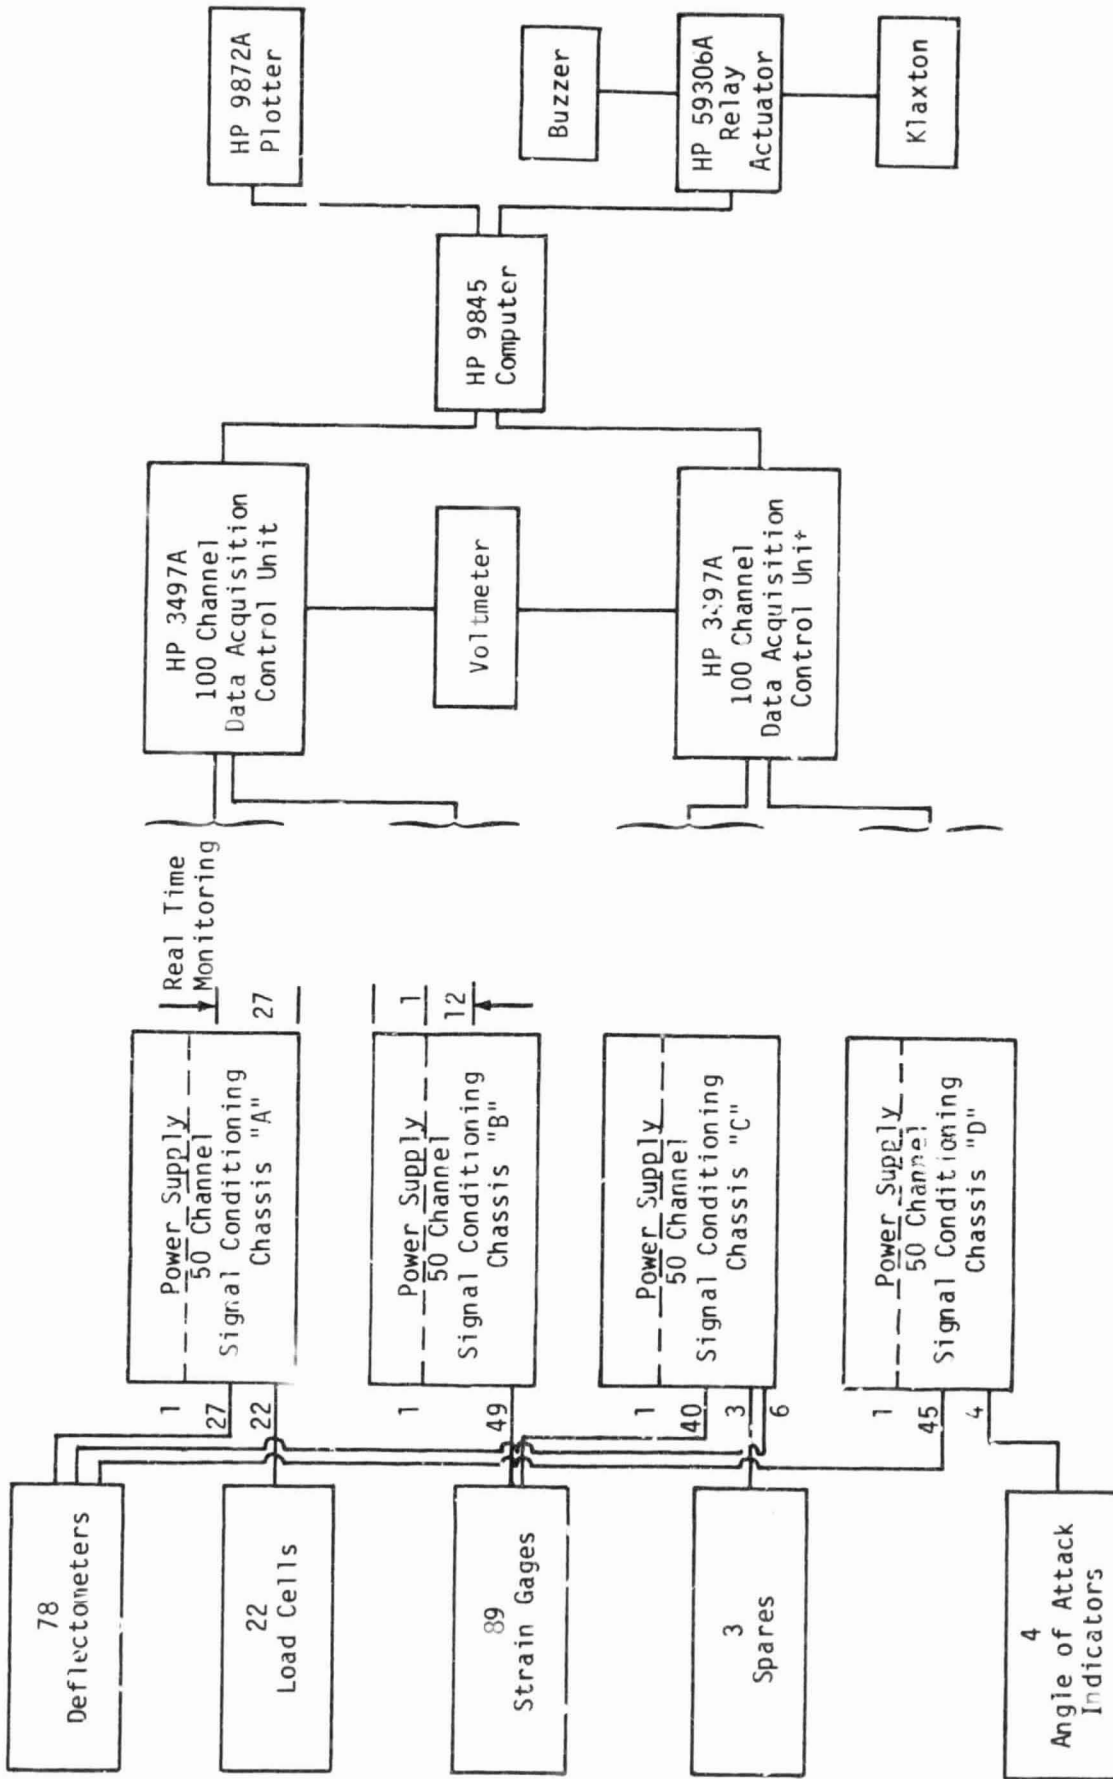 78
Deflectometers
22
Load Cells
89
Strain Gages
3
Spares
4
Angle of Attack
Indicators
1
27
22
1
49
1
40
3
6
1
45
4
Power Supply
50 Channel
Signal Conditioning
Chassis "A"
Power Supply
50 Channel
Signal Conditioning
Chassis "B"
Power Supply
50 Channel
Signal Conditioning
Chassis "C"
Power Supply
50 Channel
Signal Conditioning
Chassis "D"
Real Time
Monitoring
27
1
12
HP 3497A
100 Channel
Data Acquisition
Control Unit
Voltmeter
HP 3497A
100 Channel
Data Acquisition
Control Unit
HP 9845
Computer
HP 9872A
Plotter
Buzzer
HP 59306A
Relay
Actuator
Klaxton